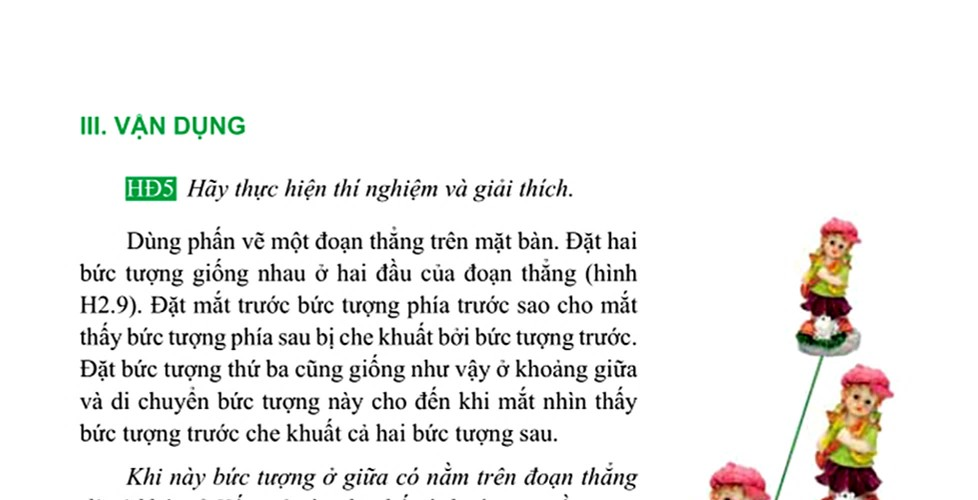 III. VẬN DỤNG
HĐ5 Hãy thực hiện thí nghiệm và giải thích.
Dùng phấn vẽ một đoạn thẳng trên mặt bàn. Đặt hai
bức tượng giống nhau ở hai đầu của đoạn thẳng (hình
H2.9). Đặt mắt trước bức tượng phía trước sao cho mắt
thấy bức tượng phía sau bị che khuất bởi bức tượng trước.
Đặt bức tượng thứ ba cũng giống như vậy ở khoảng giữa
và di chuyển bức tượng này cho đến khi mắt nhìn thấy
bức tượng trước che khuất cả hai bức tượng sau.
Khi này bức tượng ở giữa có nằm trên đoạn thẳng